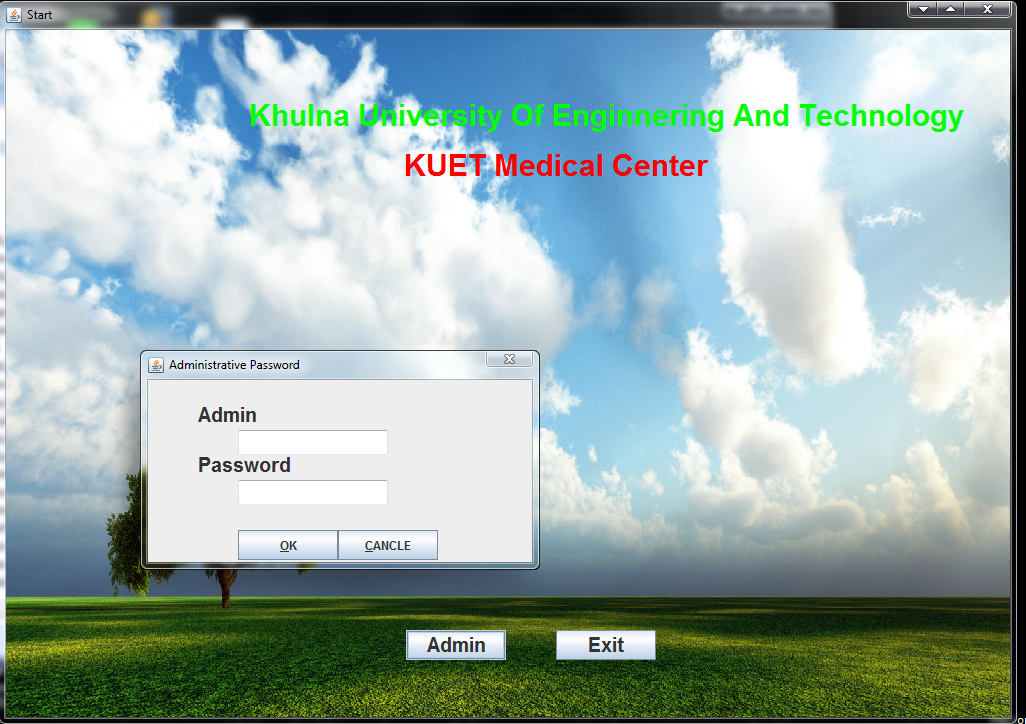 Start
Khulna University Of Enginnering And Technology
KUET Medical Center
Administrative Password
Admin
Password
OK CANCLE
Admin Exit